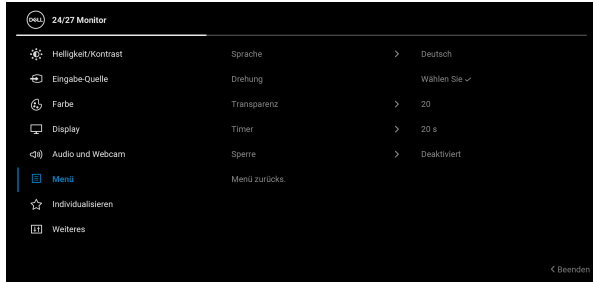 DELL 24/27 Monitor
Helligkeit/Kontrast Sprache Deutsch
Eingabe-Quelle Drehung Wählen Sie
Farbe Transparenz 20
Display Timer 20 s
Audio und Webcam Sperre Deaktiviert
Menü Menü zurücks.
Individualisieren
Weiteres
Beenden